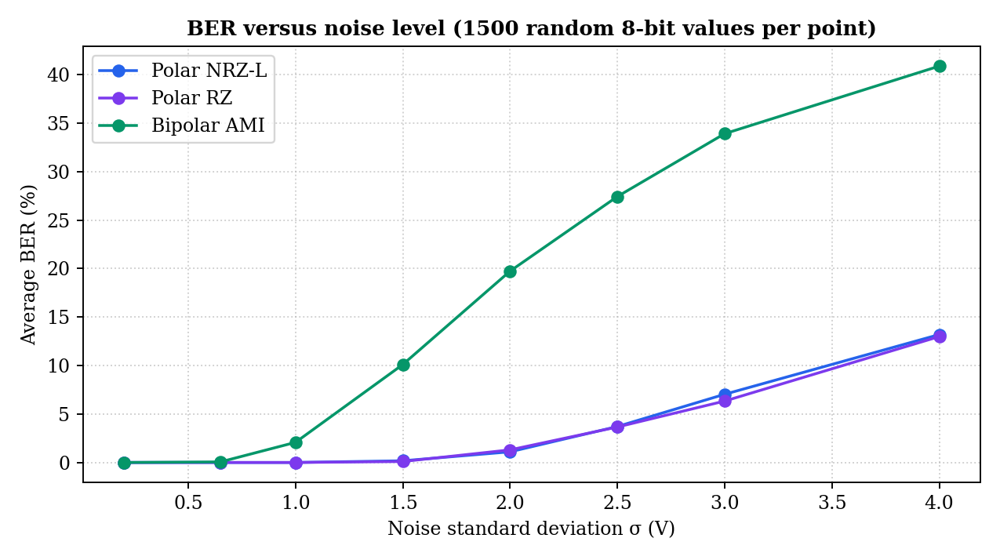 BER versus noise level (1500 random 8-bit values per point)
Polar NRZ-L
Polar RZ
Bipolar AMI
Average BER (%)
40
35
30
25
20
15
10
5
0
0.5 1.0 1.5 2.0 2.5 3.0 3.5 4.0
Noise standard deviation σ (V)